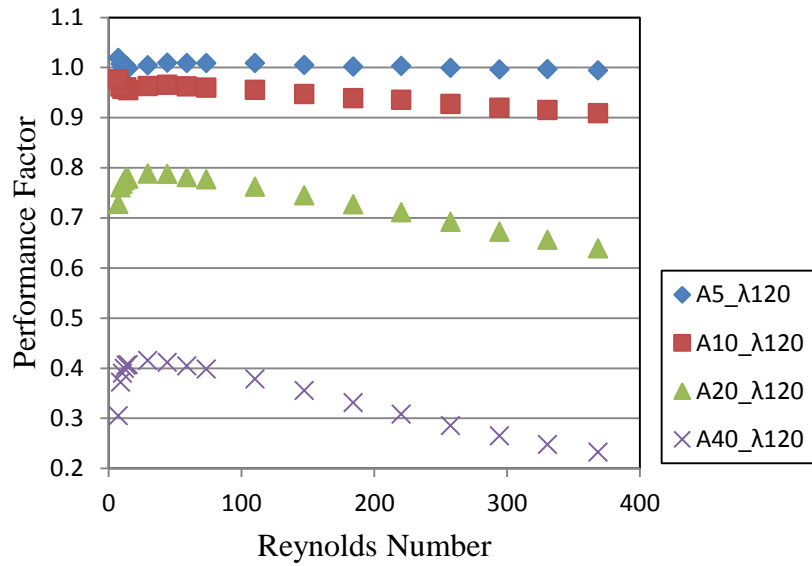 1.1
1.0
0.9
0.8
0.7
0.6
0.5
0.4
0.3
0.2
Performance Factor
0 100 200 300 400
Reynolds Number
A5_λ120
A10_λ120
A20_λ120
A40_λ120